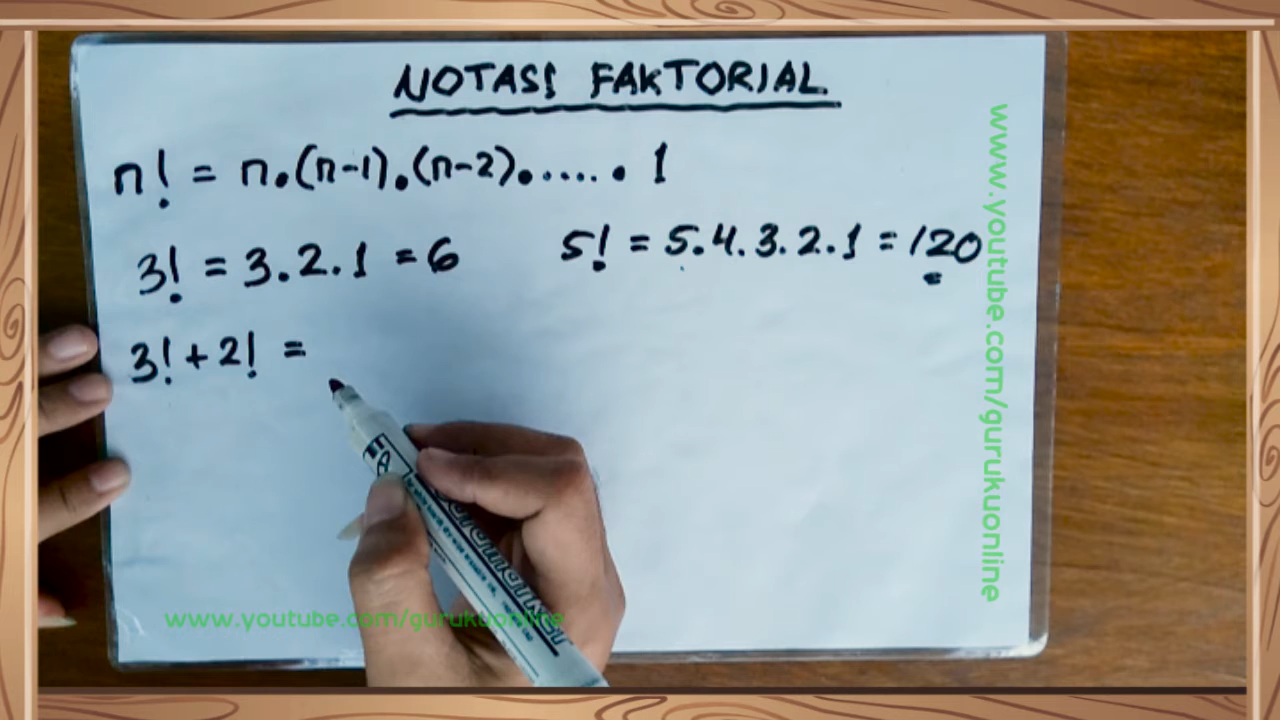 NOTASI FAKTORIAL
n! = n.(n-1).(n-2)...... . 1
3! = 3.2.1 = 6
5! = 5.4.3.2.1 = 120
3! + 2! =
www.youtube.com/gurukuonline
www.youtube.com/gurukuonline